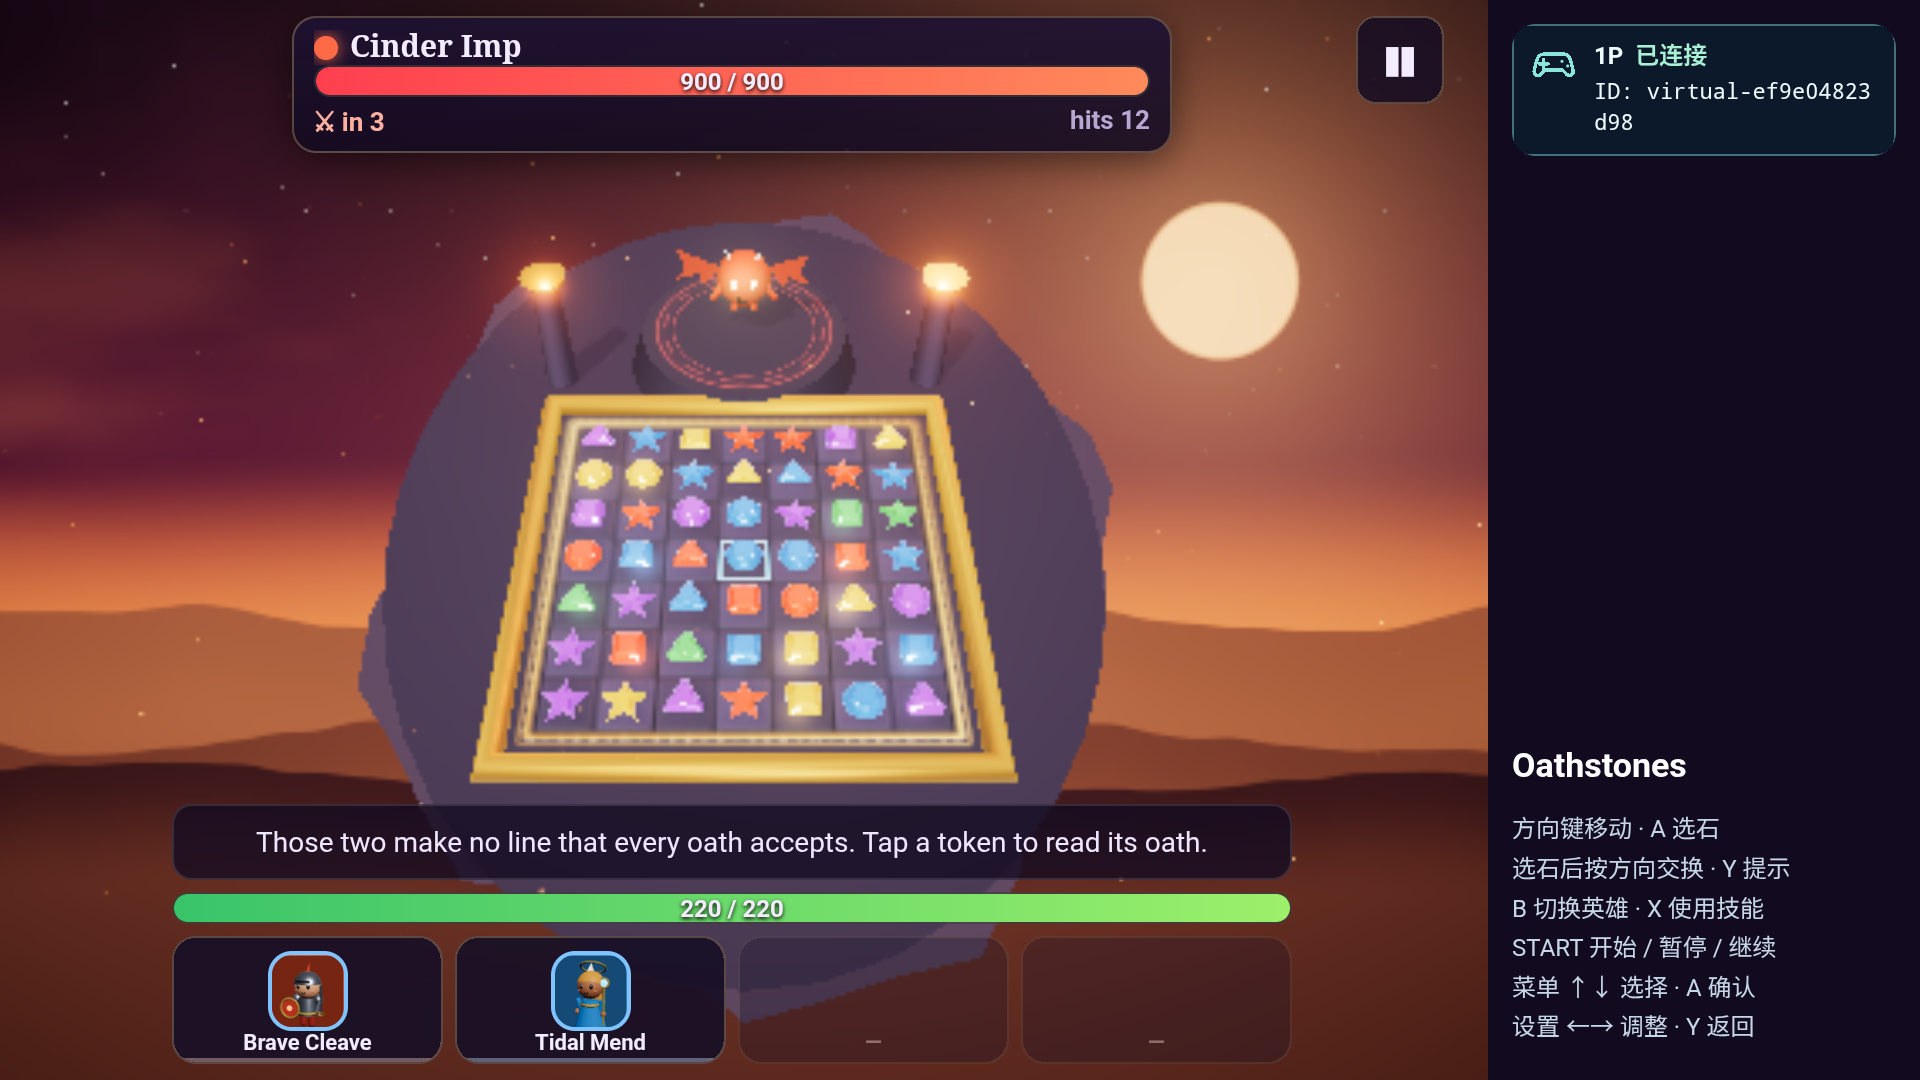 Cinder Imp
900 / 900
in 3
hits 12
1P 已连接
ID: virtual-ef9e04823
d98
Those two make no line that every oath accepts. Tap a token to read its oath.
220 / 220
Brave Cleave
Tidal Mend
–
–
Oathstones
方向键移动 · A 选石
选石后按方向交换 · Y 提示
B 切换英雄 · X 使用技能
START 开始 / 暂停 / 继续
菜单 ↑↓ 选择 · A 确认
设置 ←→ 调整 · Y 返回